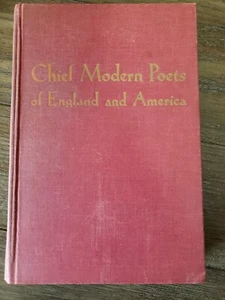 Chief Modern Poets
of England and America